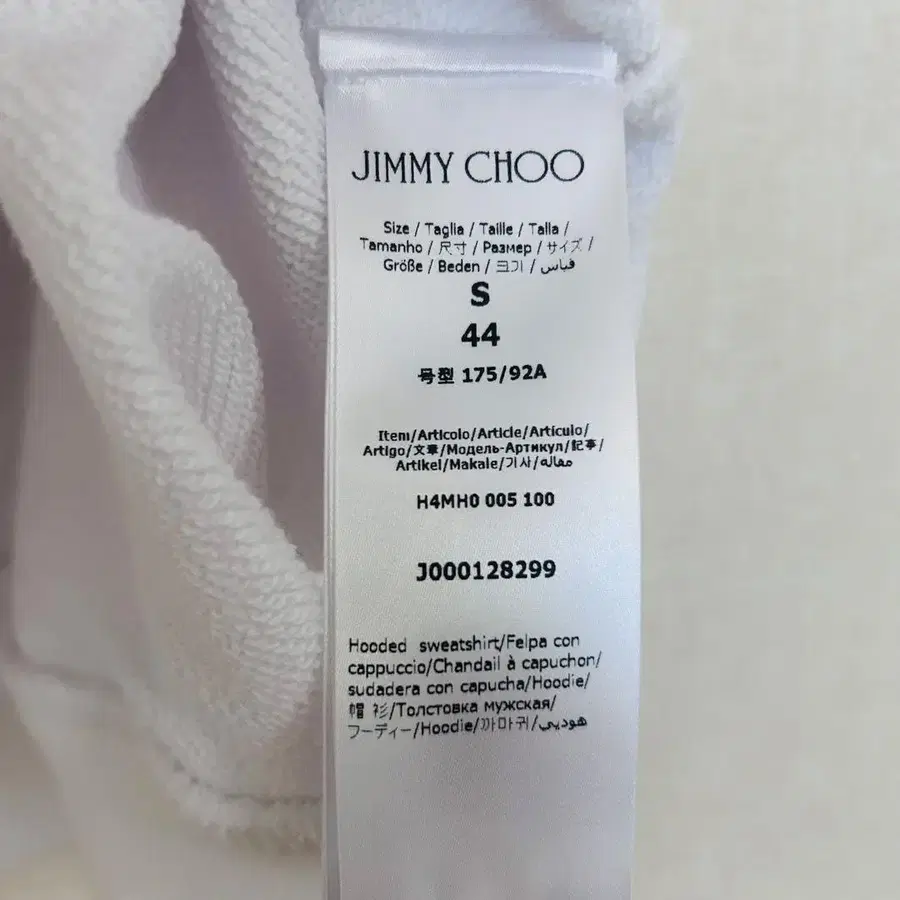 JIMMY CHOO
Size / Taglia / Taille / Talla /
Tamanho / 尺寸 / Размер / サイズ /
Größe / Beden / 크기 / قياس
S
44
号型 175/92A
Item/Articolo/Article/Artículo/
Artigo/文章/Модель-Артикул/記事/
Artikel/Makale/기사/مقالة
H4MH0 005 100
J000128299
Hooded sweatshirt/Felpa con
cappuccio/Chandail à capuchon/
sudadera con capucha/Hoodie/
帽衫/Толстовка мужская/
フーディー/Hoodie/까마귀/هوديي